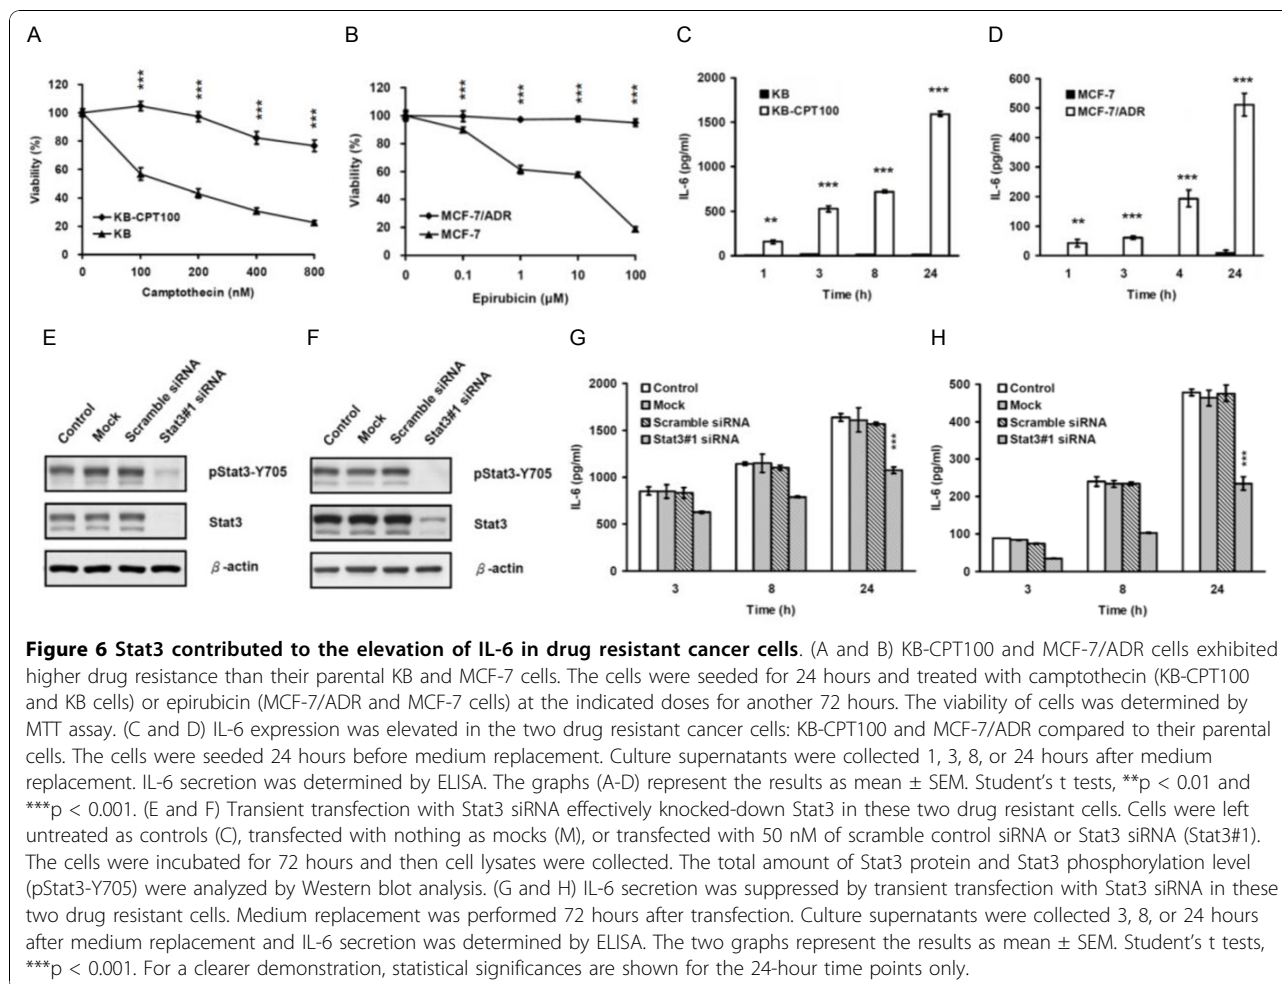 A
B
C
D
120
100
80
60
40
20
0
Viability (%)
***
***
***
***
KB-CPT100
KB
0
100
200
400
800
Camptothecin (nM)
120
100
80
60
40
20
0
Viability (%)
***
***
***
***
MCF-7/ADR
MCF-7
0
0.1
1
10
100
Epirubicin (μM)
2000
1500
1000
500
0
IL-6 (pg/ml)
KB
KB-CPT100
**
***
***
***
1
3
8
24
Time (h)
600
500
400
300
200
100
0
IL-6 (pg/ml)
MCF-7
MCF-7/ADR
**
***
***
***
1
3
4
24
Time (h)
E
F
G
H
Control
Mock
Scramble siRNA
Stat3#1 siRNA
pStat3-Y705
Stat3
β-actin
Control
Mock
Scramble siRNA
Stat3#1 siRNA
pStat3-Y705
Stat3
β-actin
2000
1500
1000
500
0
IL-6 (pg/ml)
Control
Mock
Scramble siRNA
Stat3#1 siRNA
***
3
8
24
Time (h)
500
400
300
200
100
0
IL-6 (pg/ml)
Control
Mock
Scramble siRNA
Stat3#1 siRNA
***
3
8
24
Time (h)
Figure 6 Stat3 contributed to the elevation of IL-6 in drug resistant cancer cells. (A and B) KB-CPT100 and MCF-7/ADR cells exhibited
higher drug resistance than their parental KB and MCF-7 cells. The cells were seeded for 24 hours and treated with camptothecin (KB-CPT100
and KB cells) or epirubicin (MCF-7/ADR and MCF-7 cells) at the indicated doses for another 72 hours. The viability of cells was determined by
MTT assay. (C and D) IL-6 expression was elevated in the two drug resistant cancer cells: KB-CPT100 and MCF-7/ADR compared to their parental
cells. The cells were seeded 24 hours before medium replacement. Culture supernatants were collected 1, 3, 8, or 24 hours after medium
replacement. IL-6 secretion was determined by ELISA. The graphs (A-D) represent the results as mean ± SEM. Student's t tests, **p < 0.01 and
***p < 0.001. (E and F) Transient transfection with Stat3 siRNA effectively knocked-down Stat3 in these two drug resistant cells. Cells were left
untreated as controls (C), transfected with nothing as mocks (M), or transfected with 50 nM of scramble control siRNA or Stat3 siRNA (Stat3#1).
The cells were incubated for 72 hours and then cell lysates were collected. The total amount of Stat3 protein and Stat3 phosphorylation level
(pStat3-Y705) were analyzed by Western blot analysis. (G and H) IL-6 secretion was suppressed by transient transfection with Stat3 siRNA in these
two drug resistant cells. Medium replacement was performed 72 hours after transfection. Culture supernatants were collected 3, 8, or 24 hours
after medium replacement and IL-6 secretion was determined by ELISA. The two graphs represent the results as mean ± SEM. Student's t tests,
***p < 0.001. For a clearer demonstration, statistical significances are shown for the 24-hour time points only.